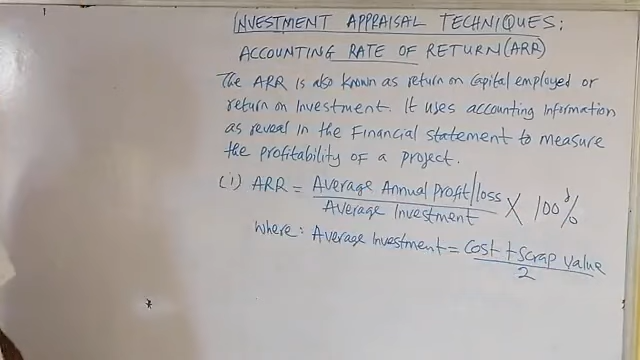 INVESTMENT APPRAISAL TECHNIQUES:
ACCOUNTING RATE OF RETURN (ARR)
The ARR is also known as return on capital employed or
return on investment. It uses accounting information
as reveal in the Financial statement to measure
the profitability of a project.
(i) ARR = Average Annual profit/loss
Average Investment × 100%
Where: Average Investment = Cost + scrap value
2